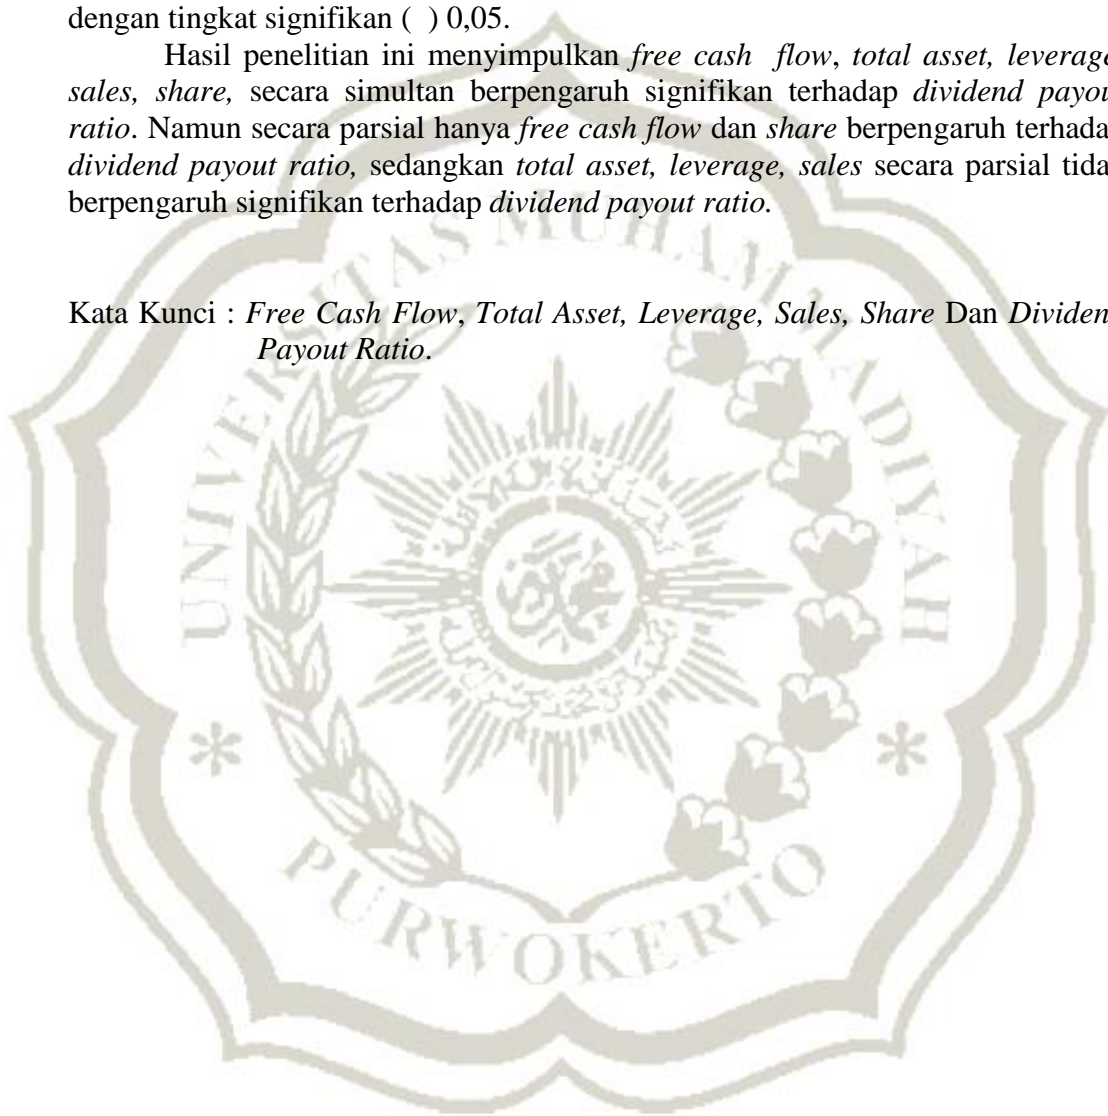 dengan tingkat signifikan ( ) 0,05.
Hasil penelitian ini menyimpulkan free cash flow, total asset, leverage
sales, share, secara simultan berpengaruh signifikan terhadap dividend payou
ratio. Namun secara parsial hanya free cash flow dan share berpengaruh terhada
dividend payout ratio, sedangkan total asset, leverage, sales secara parsial tida
berpengaruh signifikan terhadap dividend payout ratio.
Kata Kunci : Free Cash Flow, Total Asset, Leverage, Sales, Share Dan Dividen
Payout Ratio.
UNIVERSITAS MUHAMMADIYAH
* PURWOKERTO *